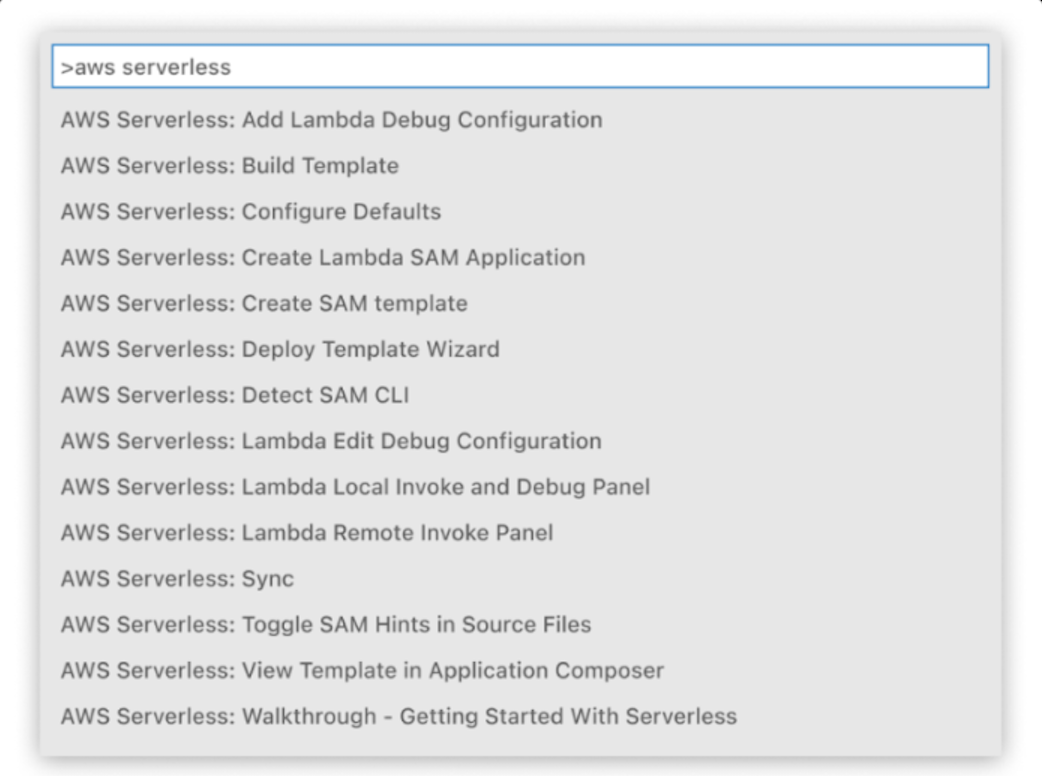 >aws serverless
AWS Serverless: Add Lambda Debug Configuration
AWS Serverless: Build Template
AWS Serverless: Configure Defaults
AWS Serverless: Create Lambda SAM Application
AWS Serverless: Create SAM template
AWS Serverless: Deploy Template Wizard
AWS Serverless: Detect SAM CLI
AWS Serverless: Lambda Edit Debug Configuration
AWS Serverless: Lambda Local Invoke and Debug Panel
AWS Serverless: Lambda Remote Invoke Panel
AWS Serverless: Sync
AWS Serverless: Toggle SAM Hints in Source Files
AWS Serverless: View Template in Application Composer
AWS Serverless: Walkthrough - Getting Started With Serverless